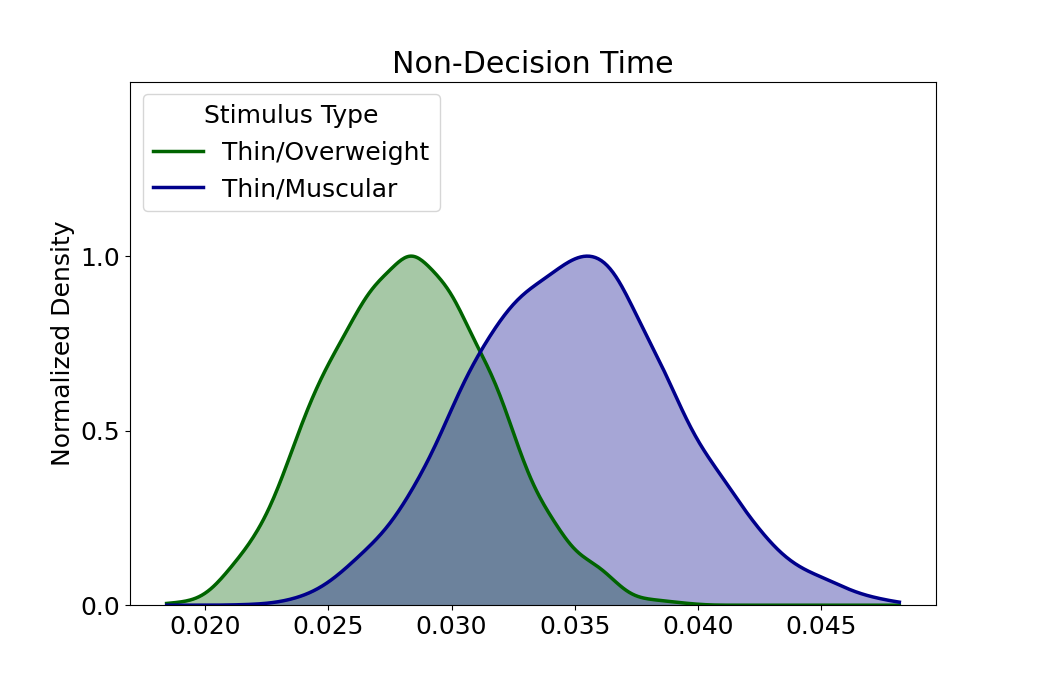 Non-Decision Time
Stimulus Type
Thin/Overweight
Thin/Muscular
Normalized Density
1.0
0.5
0.0
0.020 0.025 0.030 0.035 0.040 0.045